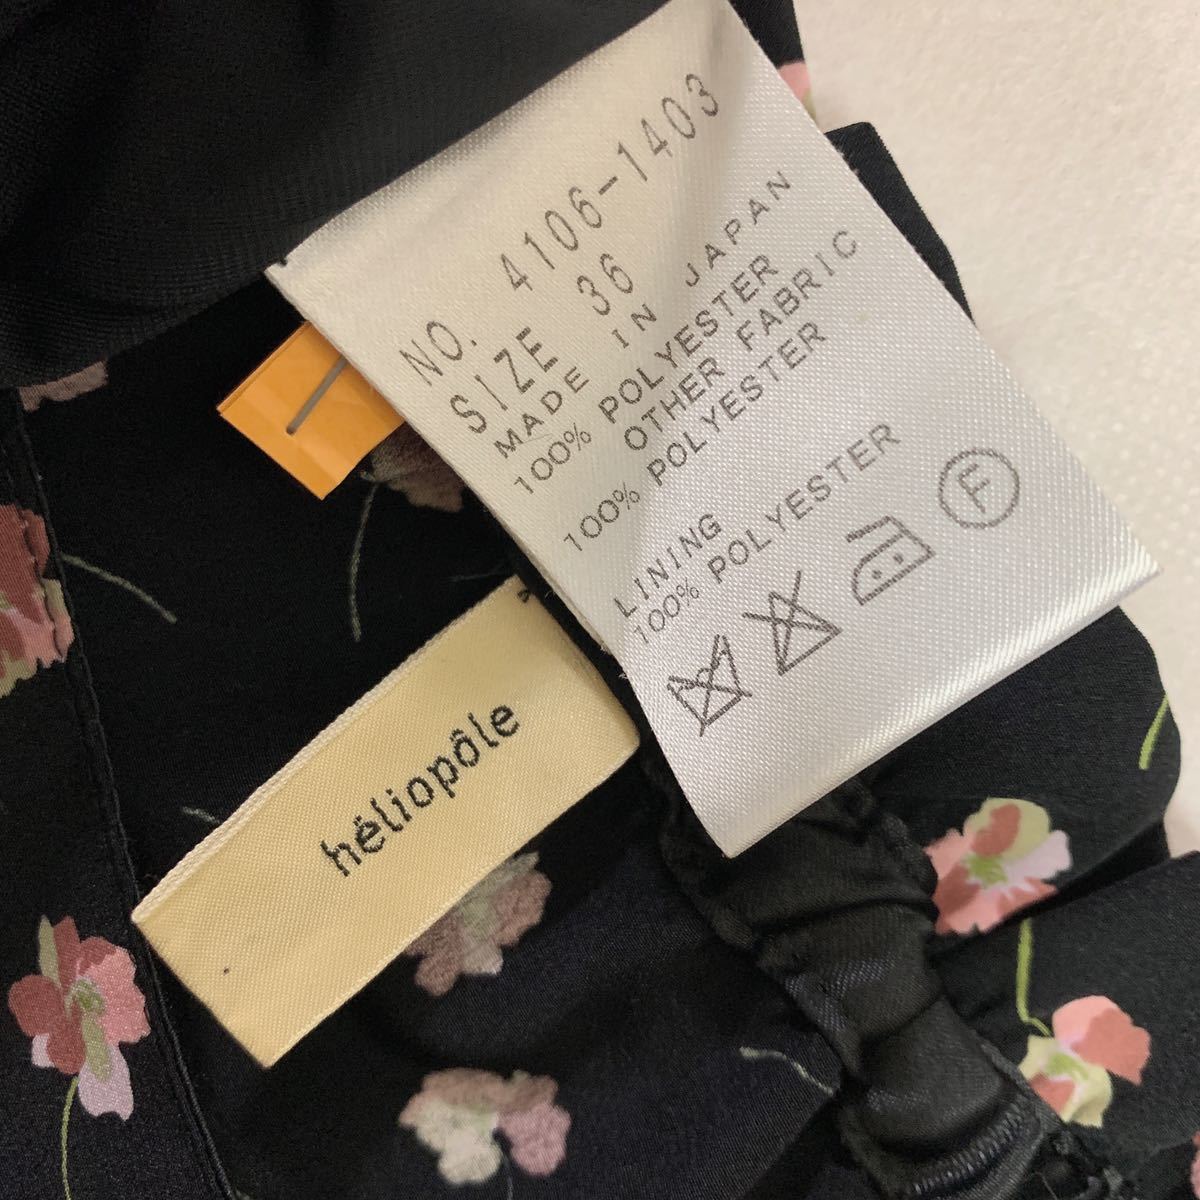 NO. 4106-1403
SIZE 36
MADE IN JAPAN
100% POLYESTER
OTHER FABRIC
100% POLYESTER
LINING
100% POLYESTER
F
héliopôle